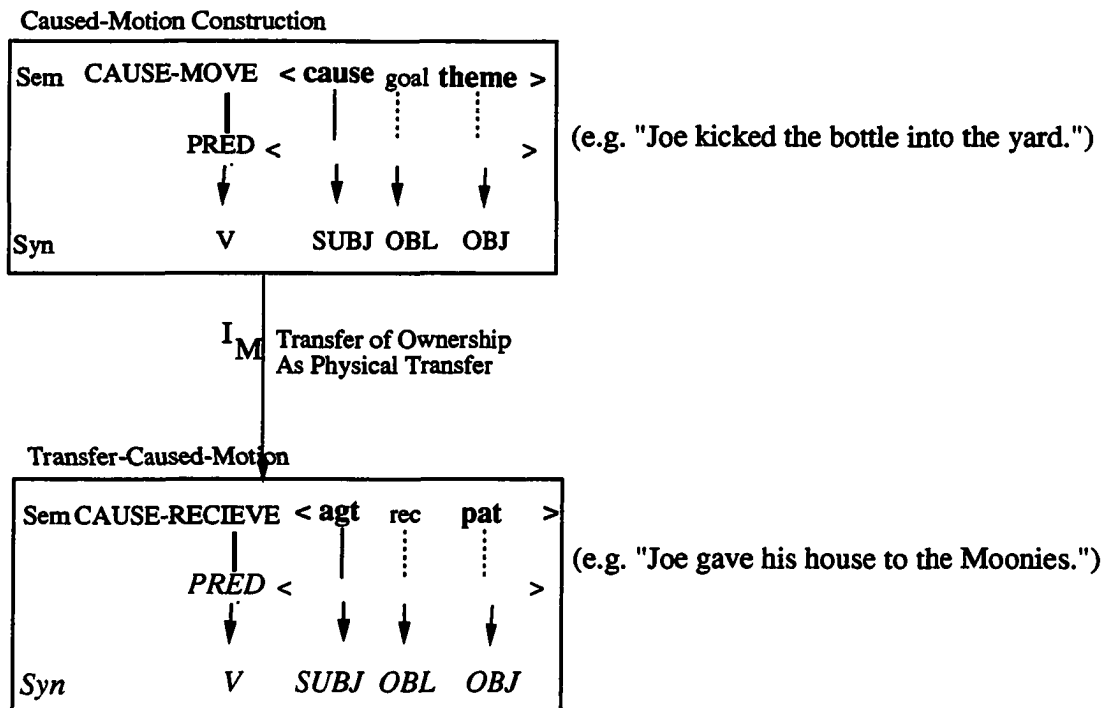 Caused-Motion Construction
Sem CAUSE-MOVE < cause goal theme >
(e.g. "Joe kicked the bottle into the yard.")
PRED < >
Syn V SUBJ OBL OBJ
I M Transfer of Ownership
As Physical Transfer
Transfer-Caused-Motion
Sem CAUSE-RECIEVE < agt rec pat >
(e.g. "Joe gave his house to the Moonies.")
PRED < >
Syn V SUBJ OBL OBJ